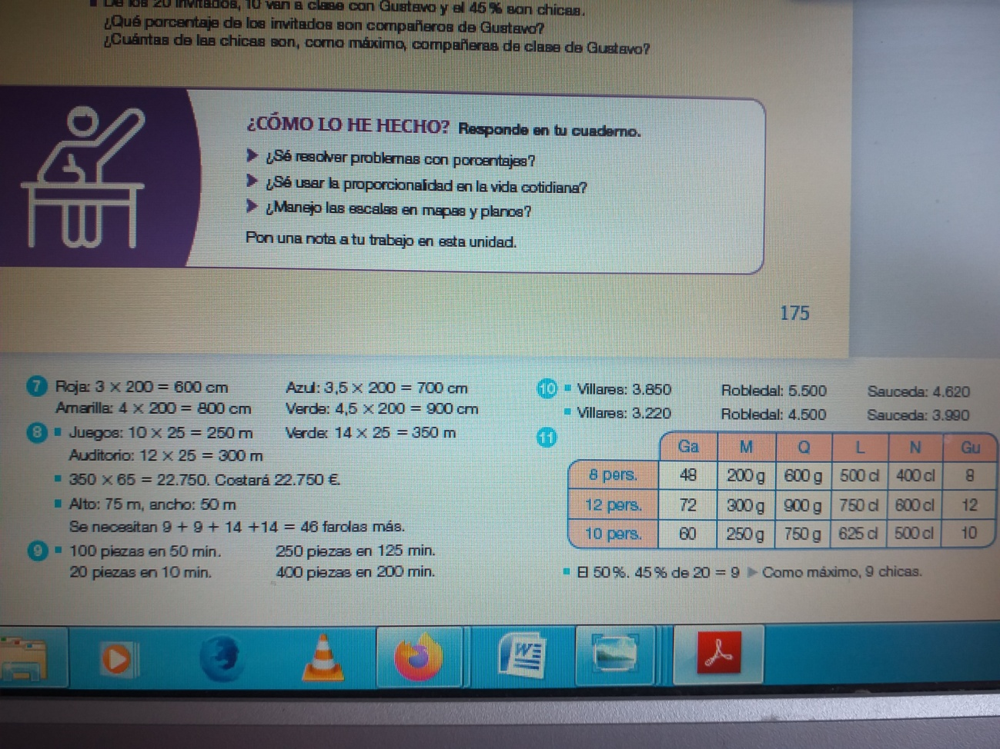 De los 20 invitados, 10 van a clase con Gustavo y el 45 % son chicas.
¿Qué porcentaje de los invitados son compañeros de Gustavo?
¿Cuántas de las chicas son, como máximo, compañeras de clase de Gustavo?
¿CÓMO LO HE HECHO? Responde en tu cuaderno.
¿Sé resolver problemas con porcentajes?
¿Sé usar la proporcionalidad en la vida cotidiana?
¿Manejo las escalas en mapas y planos?
Pon una nota a tu trabajo en esta unidad.
175
7 Roja: 3 × 200 = 600 cm Azul: 3,5 × 200 = 700 cm
Amarilla: 4 × 200 = 800 cm Verde: 4,5 × 200 = 900 cm
8 Juegos: 10 × 25 = 250 m Verde: 14 × 25 = 350 m
Auditorio: 12 × 25 = 300 m
350 × 65 = 22.750. Costará 22.750 €.
Alto: 75 m, ancho: 50 m
Se necesitan 9 + 9 + 14 +14 = 46 farolas más.
9 100 piezas en 50 min. 250 piezas en 125 min.
20 piezas en 10 min. 400 piezas en 200 min.
10 Villares: 3.850 Robledal: 5.500 Sauceda: 4.620
Villares: 3.220 Robledal: 4.500 Sauceda: 3.990
11
Ga M Q L N Gu
8 pers. 48 200 g 600 g 500 cl 400 cl 8
12 pers. 72 300 g 900 g 750 cl 600 cl 12
10 pers. 60 250 g 750 g 625 cl 500 cl 10
El 50 %. 45 % de 20 = 9 ▶ Como máximo, 9 chicas.
W